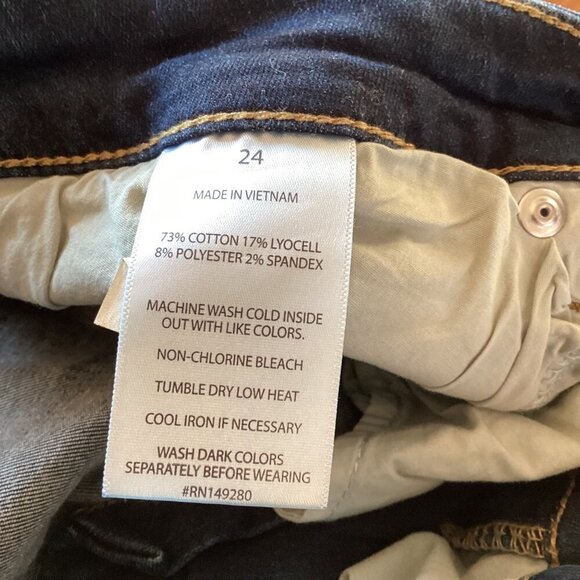 24
MADE IN VIETNAM
73% COTTON 17% LYOCELL
8% POLYESTER 2% SPANDEX
MACHINE WASH COLD INSIDE
OUT WITH LIKE COLORS.
NON-CHLORINE BLEACH
TUMBLE DRY LOW HEAT
COOL IRON IF NECESSARY
WASH DARK COLORS
SEPARATELY BEFORE WEARING
#RN149280